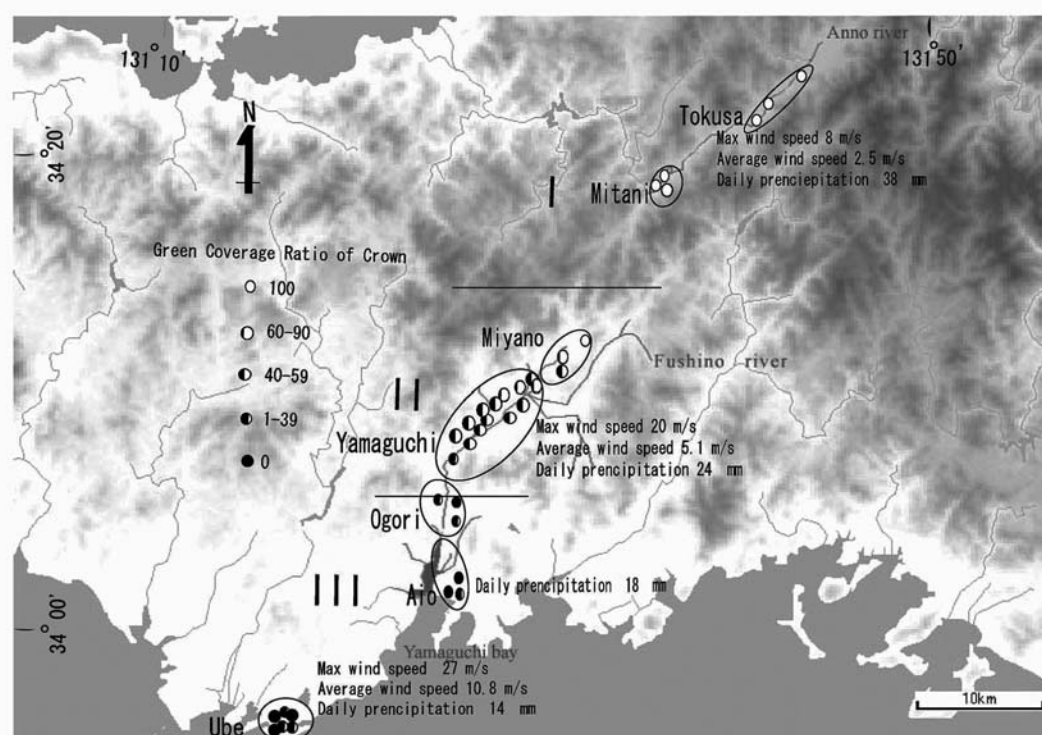 131° 10'
Anno river
131° 50'
N
34° 20'
Tokusa
Max wind speed 8 m/s
Average wind speed 2.5 m/s
Daily prenciepitation 38 mm
Mitani
I
Green Coverage Ratio of Crown
100
60-90
40-59
1-39
0
Miyano
Fushino river
II
Yamaguchi
Max wind speed 20 m/s
Average wind speed 5.1 m/s
Daily prencipitation 24 mm
Ogori
III
Aio
Daily prencipitation 18 mm
34° 00'
Yamaguchi bay
Max wind speed 27 m/s
Average wind speed 10.8 m/s
Daily prencipitation 14 mm
Ube
10km